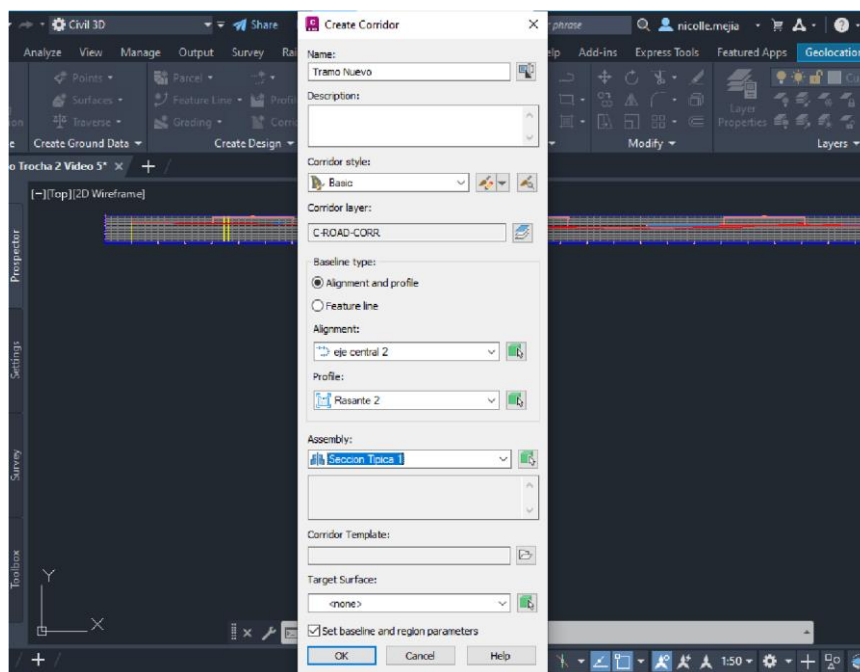 Civil 3D Share Create Corridor phrase nicolle.mejia
Analyze View Manage Output Survey Add-ins Express Tools Featured Apps Geolocation
Points Parcel
Surfaces Feature Line
Traverse Grading
Layer
Properties
Create Ground Data Create Design Modify Layers
Trocha 2 Video 5*
[−][Top][2D Wireframe]
Prospector
Settings
Survey
Toolbox
Y
X
Name:
Tramo Nuevo
Description:
Corridor style:
Basic
Corridor layer:
C-ROAD-CORR
Baseline type:
Alignment and profile
Feature line
Alignment:
eje central 2
Profile:
Rasante 2
Assembly:
Seccion Tipica 1
Corridor Template:
Target Surface:
<none>
Set baseline and region parameters
OK Cancel Help
1:50